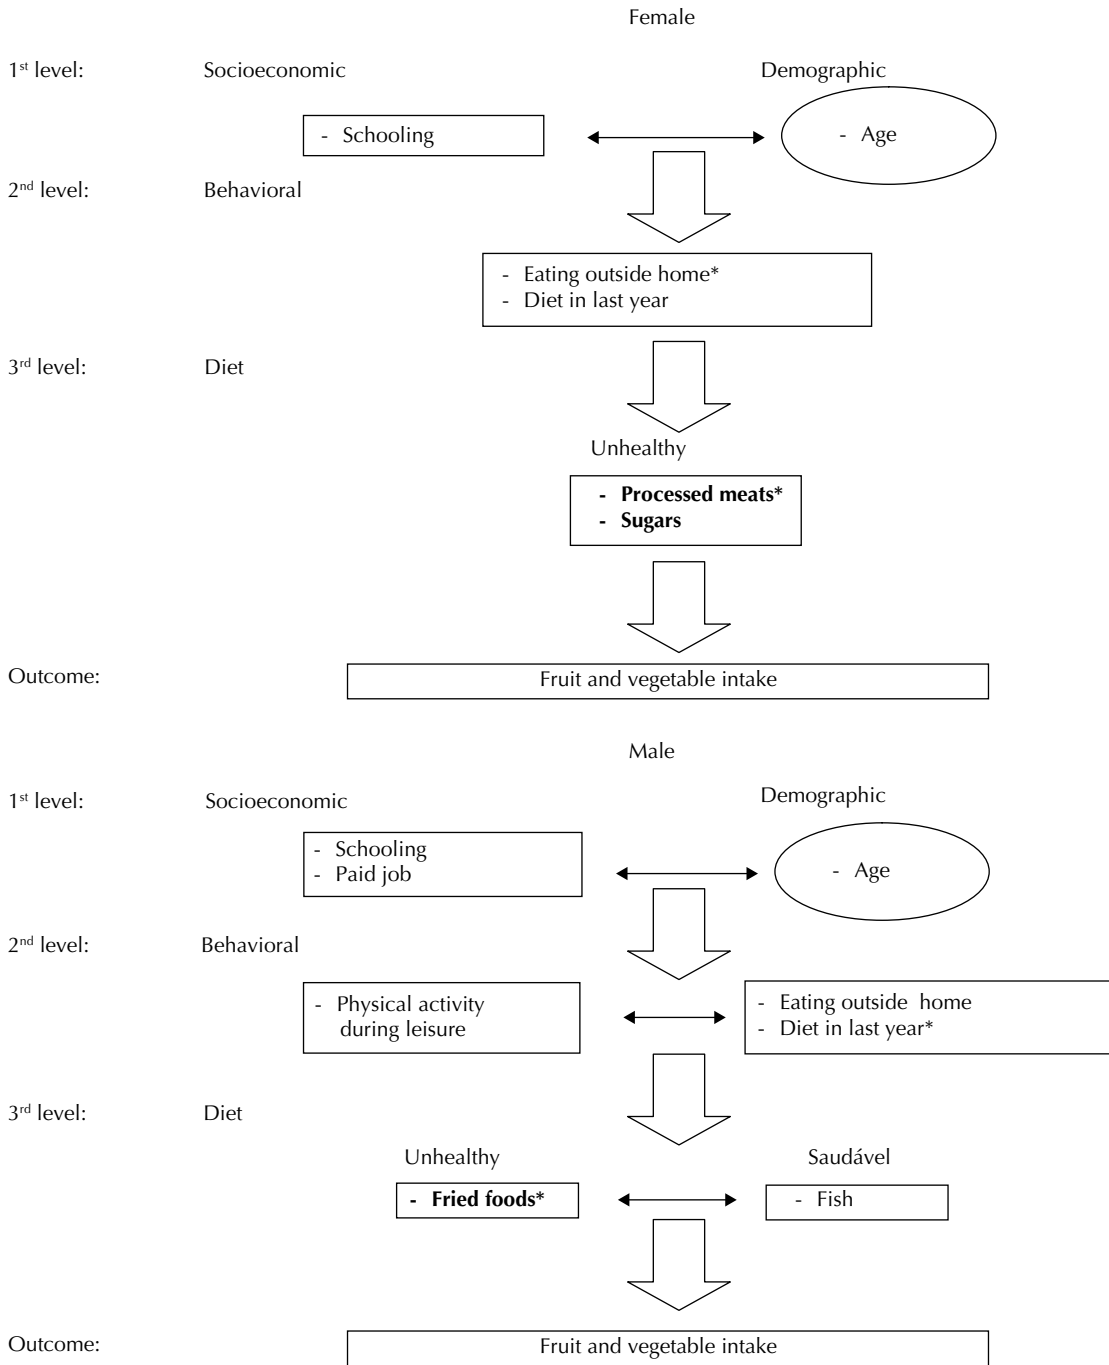 Female
1st level: Socioeconomic Demographic
- Schooling
- Age
2nd level: Behavioral
- Eating outside home*
- Diet in last year
3rd level: Diet
Unhealthy
- Processed meats*
- Sugars
Outcome: Fruit and vegetable intake
Male
1st level: Socioeconomic Demographic
- Schooling
- Paid job
- Age
2nd level: Behavioral
- Physical activity
during leisure
- Eating outside home
- Diet in last year*
3rd level: Diet
Unhealthy Saudável
- Fried foods* - Fish
Outcome: Fruit and vegetable intake